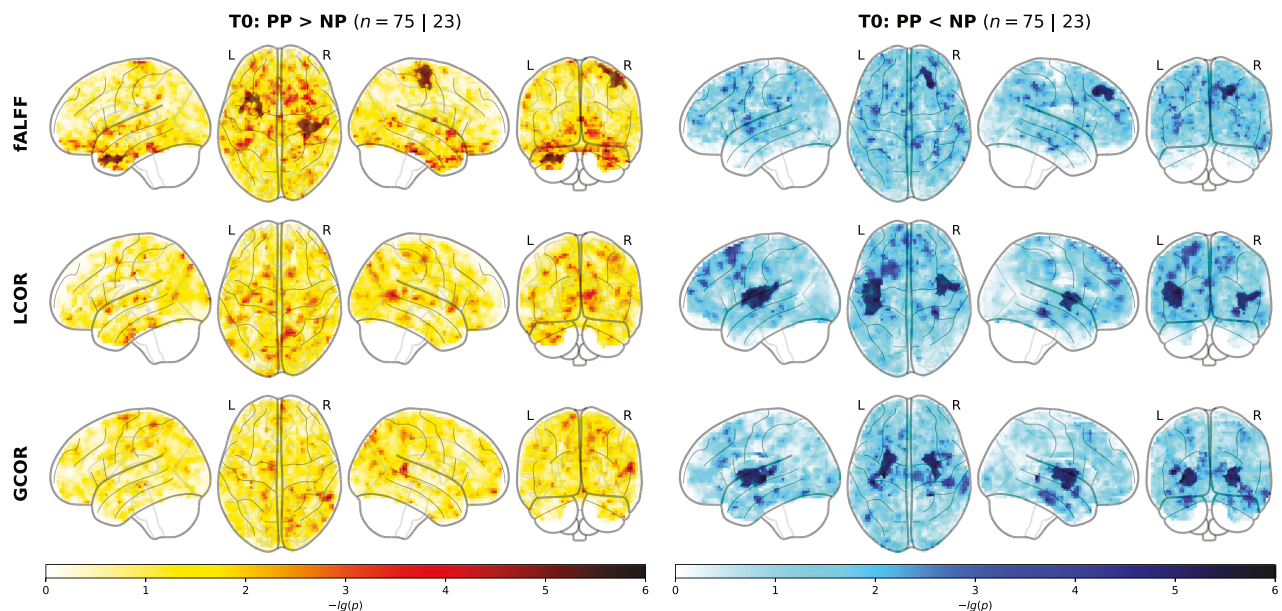 T0: PP > NP (n = 75 | 23)
T0: PP < NP (n = 75 | 23)
fALFF
L R L R
L R L R
LCOR
L R L R
L R L R
GCOR
L R L R
L R L R
0 1 2 3 4 5 6
−lg(p)
0 1 2 3 4 5 6
−lg(p)